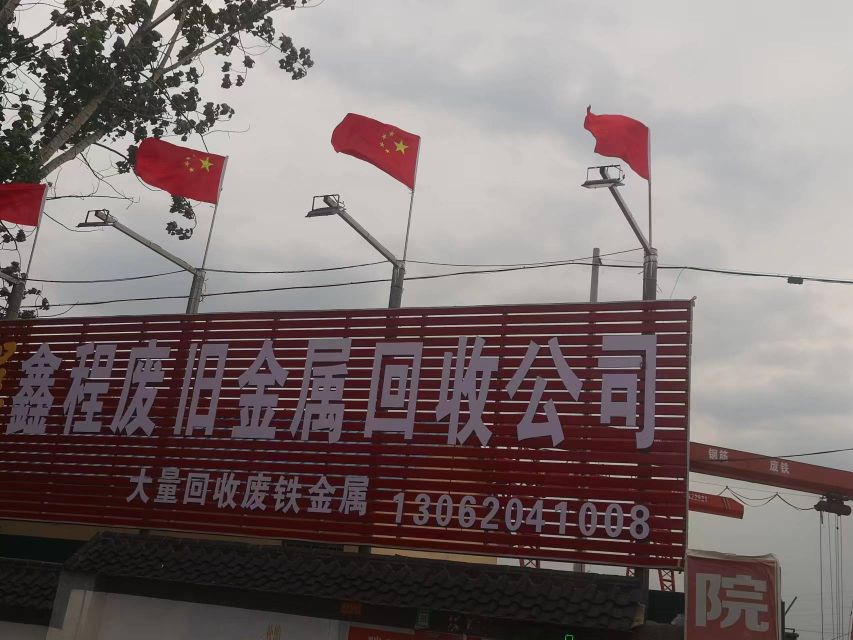 鑫程废旧金属回收公司
大量回收废铁金属 13062041008
钢筋 废铁
院